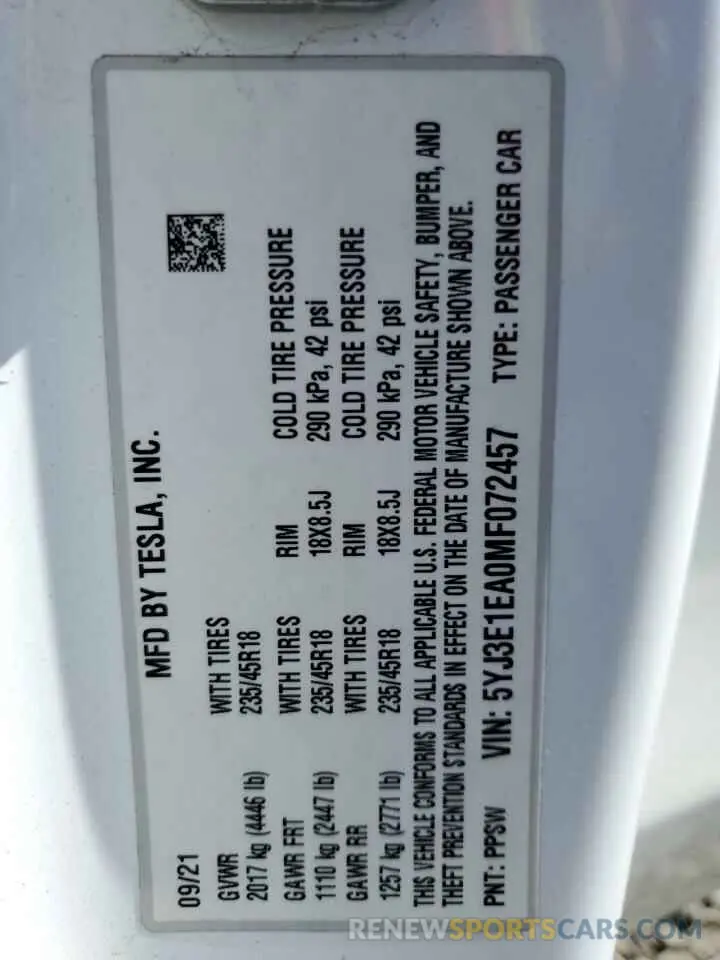 MFD BY TESLA, INC.
09/21
GVWR WITH TIRES
2017 kg (4446 lb) 235/45R18
GAWR FRT WITH TIRES RIM COLD TIRE PRESSURE
1110 kg (2447 lb) 235/45R18 18X8.5J 290 kPa, 42 psi
GAWR RR WITH TIRES RIM COLD TIRE PRESSURE
1257 kg (2771 lb) 235/45R18 18X8.5J 290 kPa, 42 psi
THIS VEHICLE CONFORMS TO ALL APPLICABLE U.S. FEDERAL MOTOR VEHICLE SAFETY, BUMPER, AND
THEFT PREVENTION STANDARDS IN EFFECT ON THE DATE OF MANUFACTURE SHOWN ABOVE.
PNT: PPSW VIN: 5YJ3E1EA0MF072457 TYPE: PASSENGER CAR
RENEWSPORTSCARS.COM